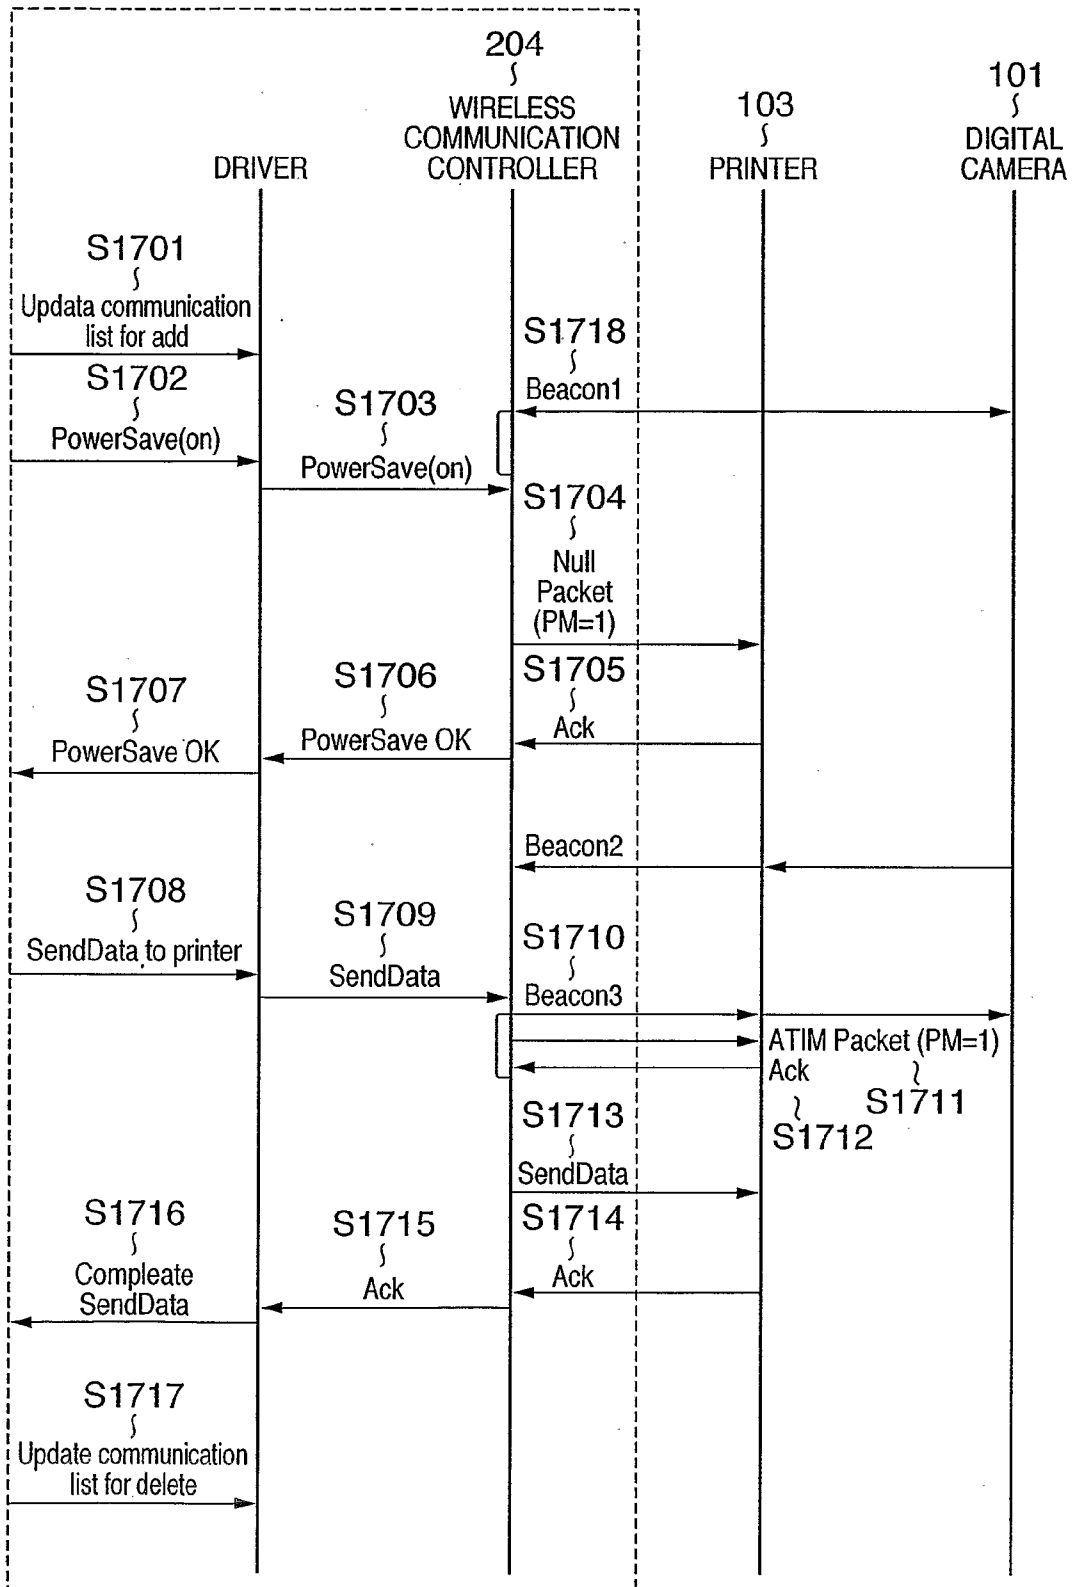 204
WIRELESS
COMMUNICATION
CONTROLLER
101
DIGITAL
CAMERA
103
PRINTER
DRIVER
S1701
Updata communication
list for add
S1718
Beacon1
S1702
PowerSave(on)
S1703
PowerSave(on)
S1704
Null
Packet
(PM=1)
S1705
Ack
S1706
PowerSave OK
S1707
PowerSave OK
Beacon2
S1708
SendData to printer
S1709
SendData
S1710
Beacon3
ATIM Packet (PM=1)
Ack
S1711
S1712
S1713
SendData
S1714
Ack
S1715
Ack
S1716
Compleate
SendData
S1717
Update communication
list for delete